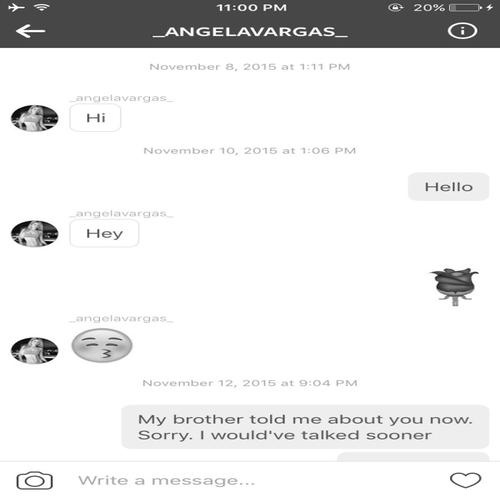 11:00 PM
20%
_ANGELAVARGAS_
November 8, 2015 at 1:11 PM
_angelavargas_
Hi
November 10, 2015 at 1:06 PM
Hello
_angelavargas_
Hey
_angelavargas_
November 12, 2015 at 9:04 PM
My brother told me about you now.
Sorry. I would've talked sooner
Write a message...